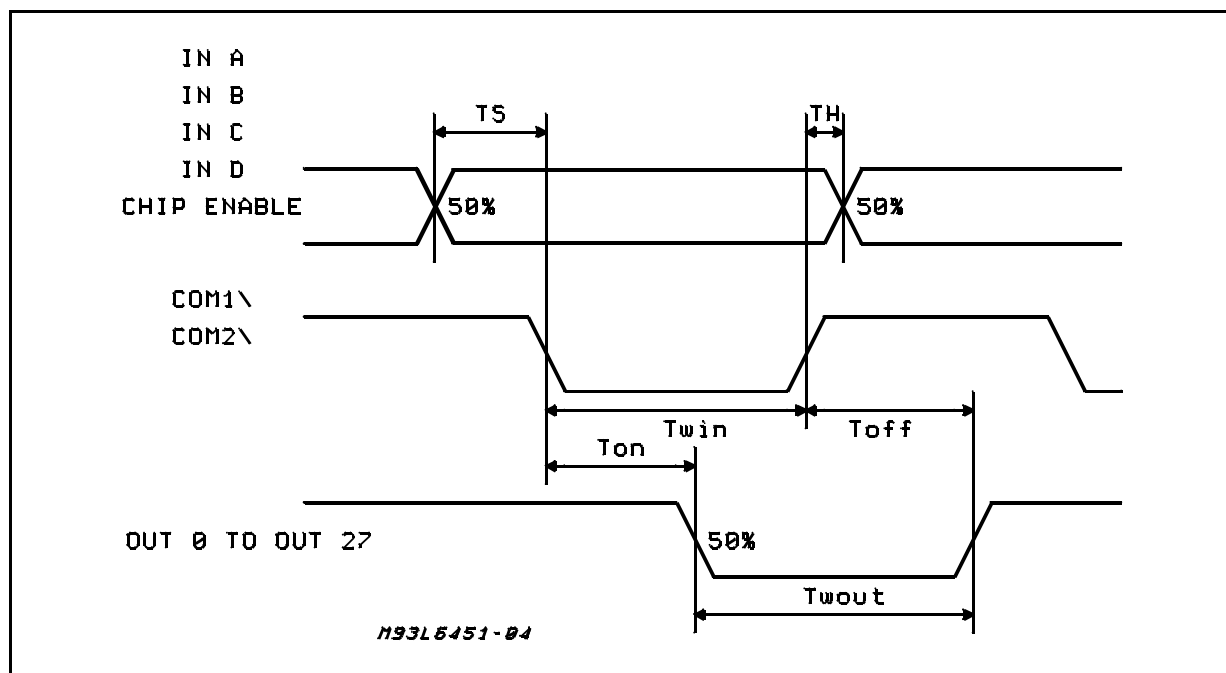 IN A
IN B
TS
TH
IN C
IN D
CHIP ENABLE
50%
50%
COM1\
COM2\
Twin
Toff
Ton
OUT 0 TO OUT 27
50%
Twout
M93L6451-04